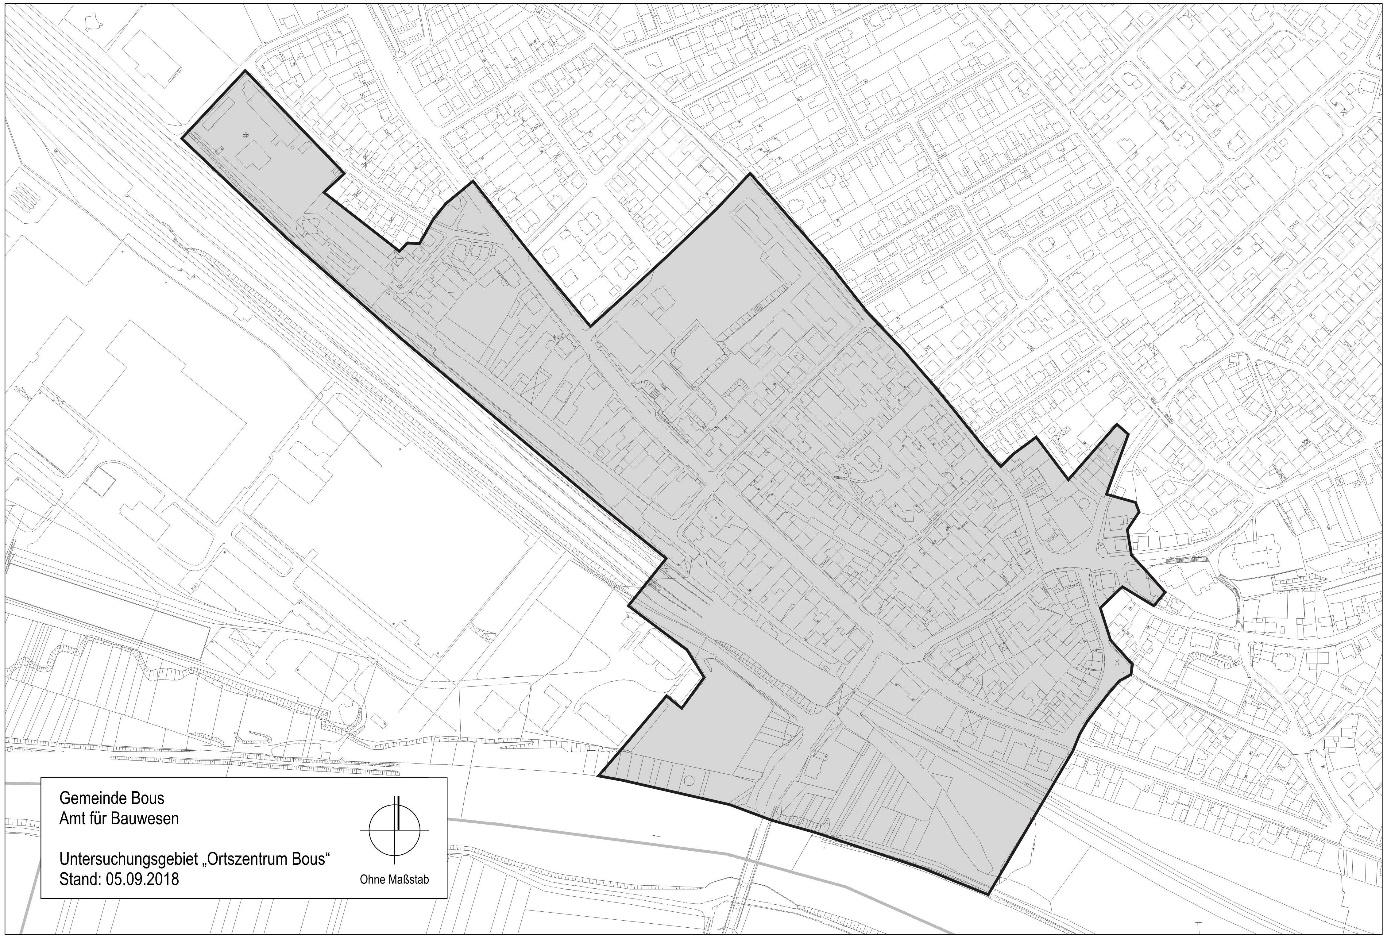 Gemeinde Bous
Amt für Bauwesen
Untersuchungsgebiet „Ortszentrum Bous“
Stand: 05.09.2018
Ohne Maßstab